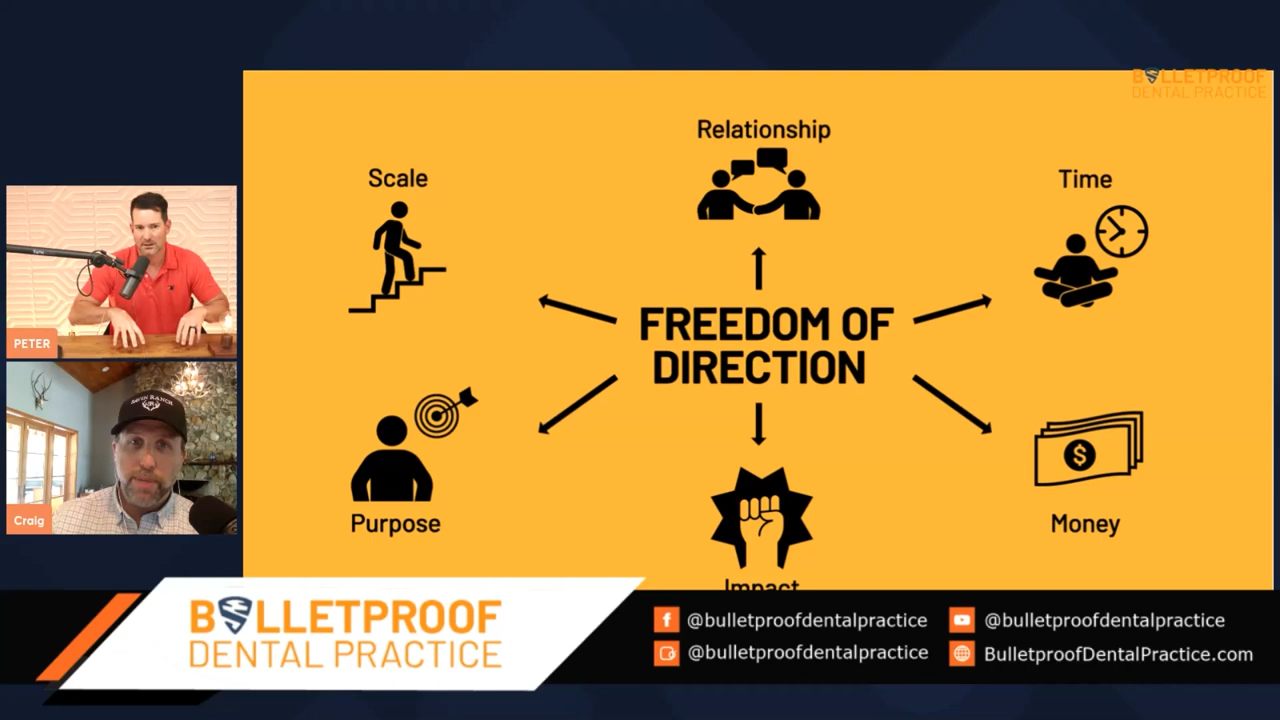 BULLETPROOF
DENTAL PRACTICE
Relationship
Scale
Time
FREEDOM OF
DIRECTION
PETER
Craig
Purpose
Money
Impact
$
BULLETPROOF
DENTAL PRACTICE
@bulletproofdentalpractice
@bulletproofdentalpractice
@bulletproofdentalpractice
BulletproofDentalPractice.com